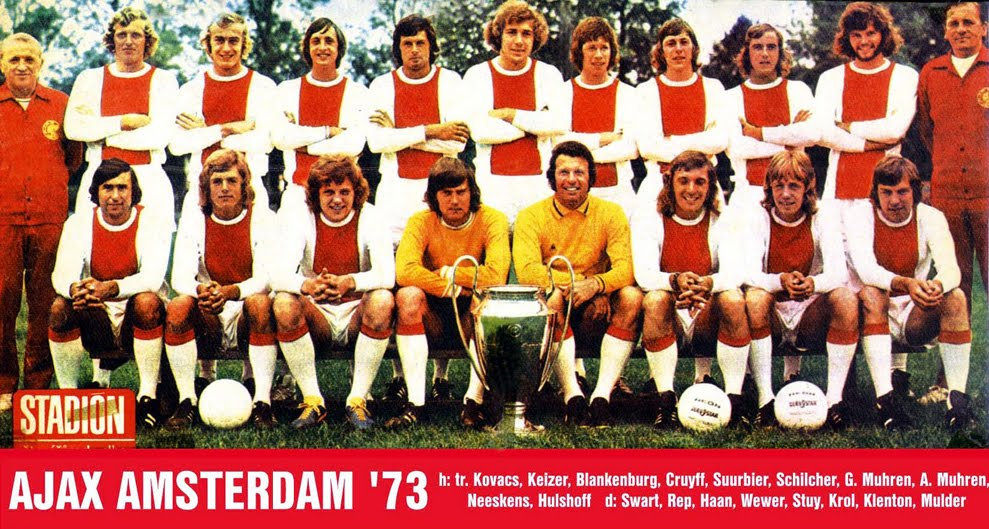 STADIÓN
AJAX AMSTERDAM '73
h: tr. Kovacs, Keizer, Blankenburg, Cruyff, Suurbier, Schilcher, G. Muhren, A. Muhren,
Neeskens, Hulshoff d: Swart, Rep, Haan, Wewer, Stuy, Krol, Klenton, Mulder